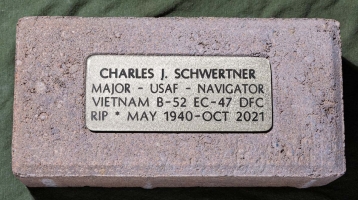 CHARLES J. SCHWERTNER
MAJOR - USAF - NAVIGATOR
VIETNAM B-52 EC-47 DFC
RIP * MAY 1940-OCT 2021